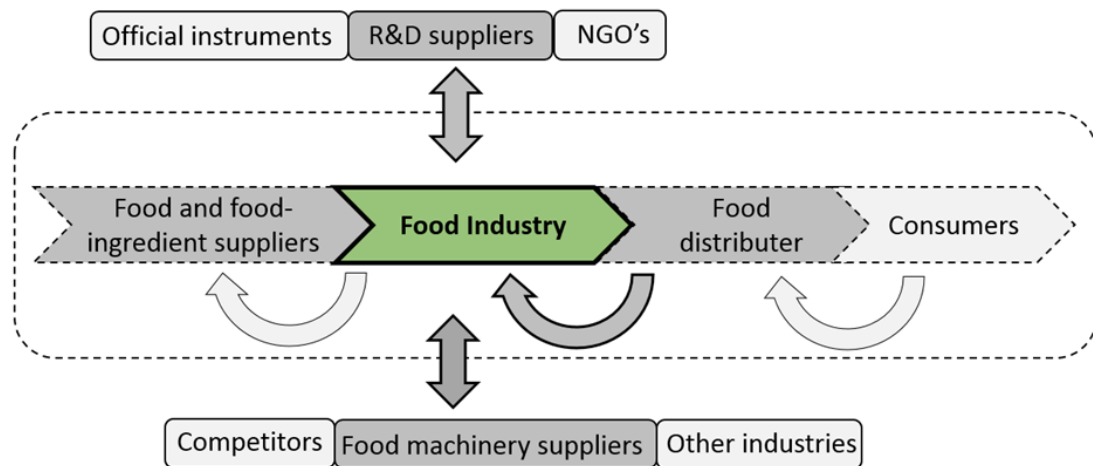 Official instruments
R&D suppliers
NGO's
Food and food-
ingredient suppliers
Food Industry
Food
distributer
Consumers
Competitors
Food machinery suppliers
Other industries